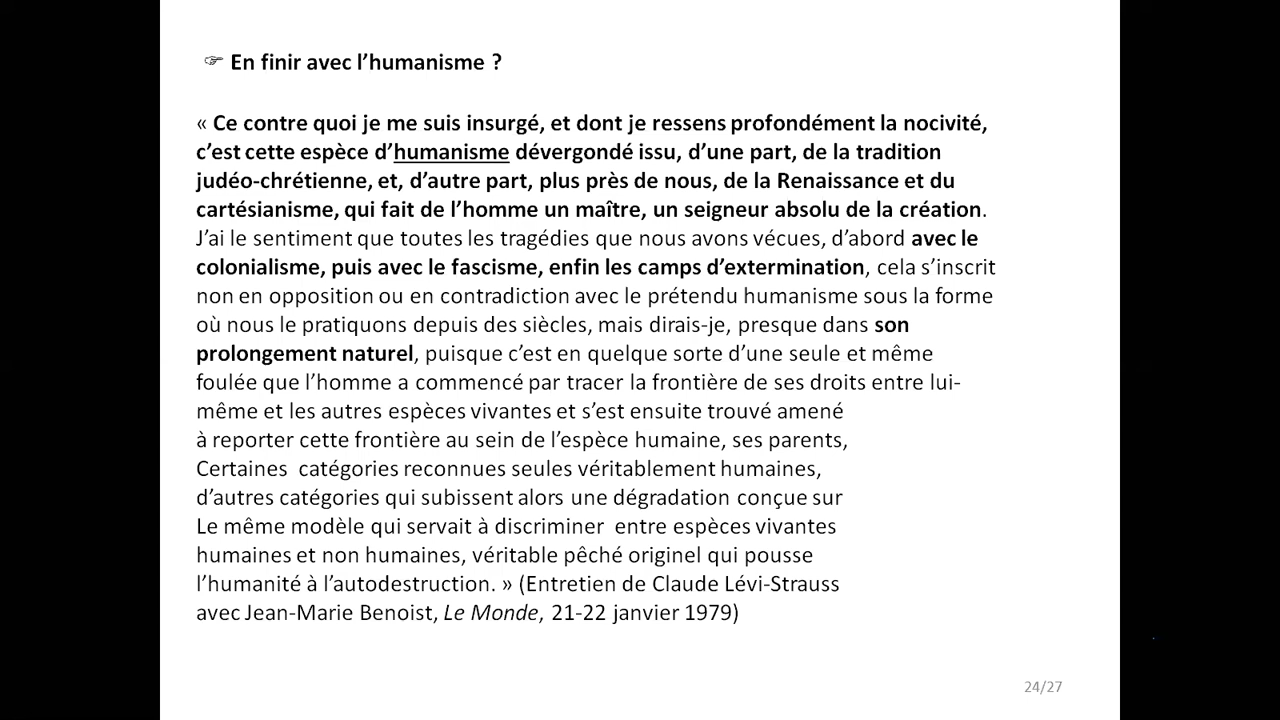 ☞ En finir avec l’humanisme ?
« Ce contre quoi je me suis insurgé, et dont je ressens profondément la nocivité,
c’est cette espèce d’humanisme dévergondé issu, d’une part, de la tradition
judéo-chrétienne, et, d’autre part, plus près de nous, de la Renaissance et du
cartésianisme, qui fait de l’homme un maître, un seigneur absolu de la création.
J’ai le sentiment que toutes les tragédies que nous avons vécues, d’abord avec le
colonialisme, puis avec le fascisme, enfin les camps d’extermination, cela s’inscrit
non en opposition ou en contradiction avec le prétendu humanisme sous la forme
où nous le pratiquons depuis des siècles, mais dirais-je, presque dans son
prolongement naturel, puisque c’est en quelque sorte d’une seule et même
foulée que l’homme a commencé par tracer la frontière de ses droits entre lui-
même et les autres espèces vivantes et s’est ensuite trouvé amené
à reporter cette frontière au sein de l’espèce humaine, ses parents,
Certaines catégories reconnues seules véritablement humaines,
d’autres catégories qui subissent alors une dégradation conçue sur
Le même modèle qui servait à discriminer entre espèces vivantes
humaines et non humaines, véritable pêché originel qui pousse
l’humanité à l’autodestruction. » (Entretien de Claude Lévi-Strauss
avec Jean-Marie Benoist, Le Monde, 21-22 janvier 1979)
24/27